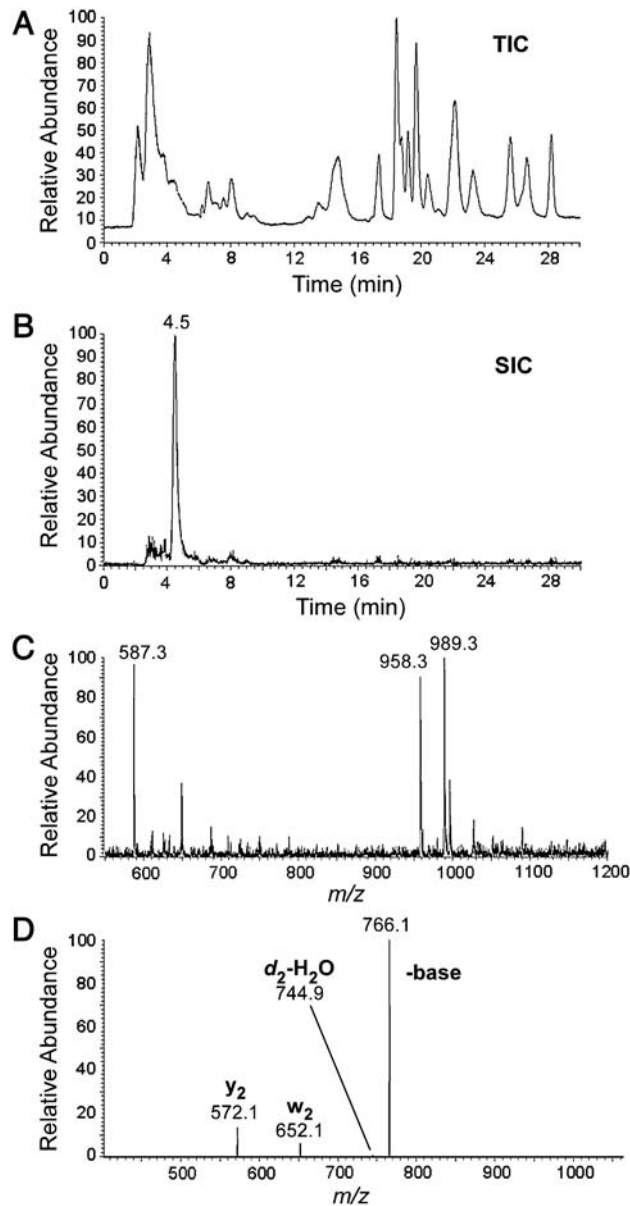 A
TIC
Relative Abundance
100
90
80
70
60
50
40
30
20
10
0
0 4 8 12 16 20 24 28
Time (min)
B
4.5
SIC
Relative Abundance
100
90
80
70
60
50
40
30
20
10
0
0 4 8 12 16 20 24 28
Time (min)
C
587.3
958.3
989.3
Relative Abundance
100
80
60
40
20
0
600 700 800 900 1000 1100 1200
m/z
D
766.1
-base
d2-H2O
744.9
y2
572.1
w2
652.1
Relative Abundance
100
80
60
40
20
0
500 600 700 800 900 1000
m/z